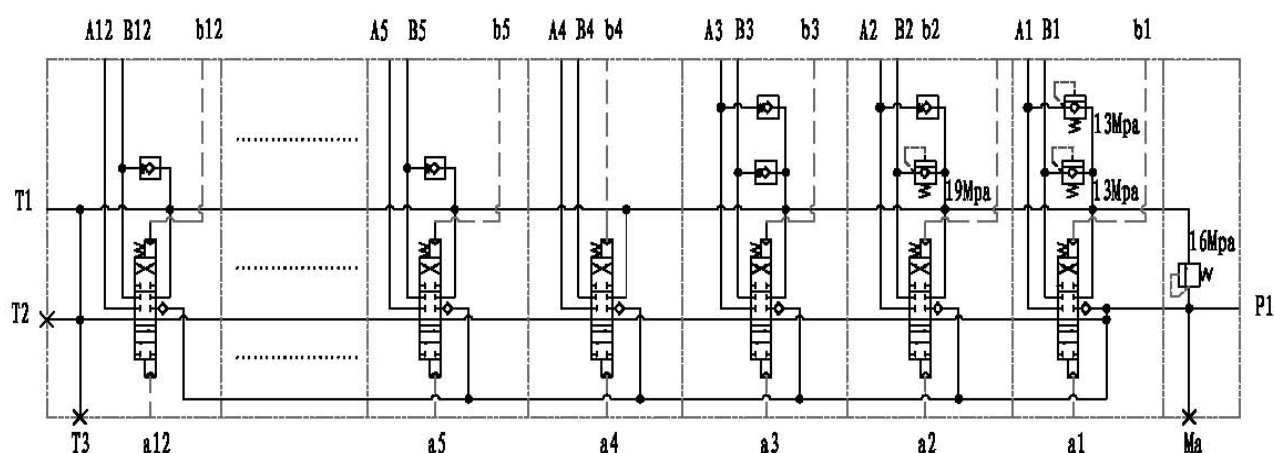 A12 B12 b12 A5 B5 b5 A4 B4 b4 A3 B3 b3 A2 B2 b2 A1 B1 b1
13Mpa
19Mpa 13Mpa
T1
16Mpa
T2 P1
T3 a12 a5 a4 a3 a2 a1 Ma